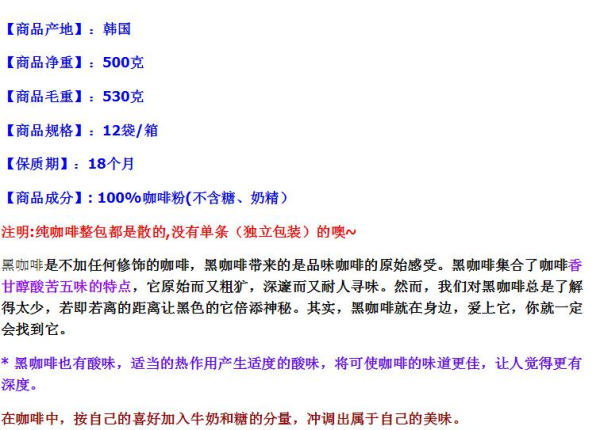 【商品产地】：韩国
【商品净重】：500克
【商品毛重】：530克
【商品规格】：12袋/箱
【保质期】：18个月
【商品成分】: 100%咖啡粉(不含糖、奶精）
注明:纯咖啡整包都是散的,没有单条（独立包装）的噢~
黑咖啡是不加任何修饰的咖啡，黑咖啡带来的是品味咖啡的原始感受。黑咖啡集合了咖啡香
甘醇酸苦五味的特点，它原始而又粗犷，深邃而又耐人寻味。然而，我们对黑咖啡总是了解
得太少，若即若离的距离让黑色的它倍添神秘。其实，黑咖啡就在身边，爱上它，你就一定
会找到它。
* 黑咖啡也有酸味，适当的热作用产生适度的酸味，将可使咖啡的味道更佳，让人觉得更有
深度。
在咖啡中，按自己的喜好加入牛奶和糖的分量，冲调出属于自己的美味。